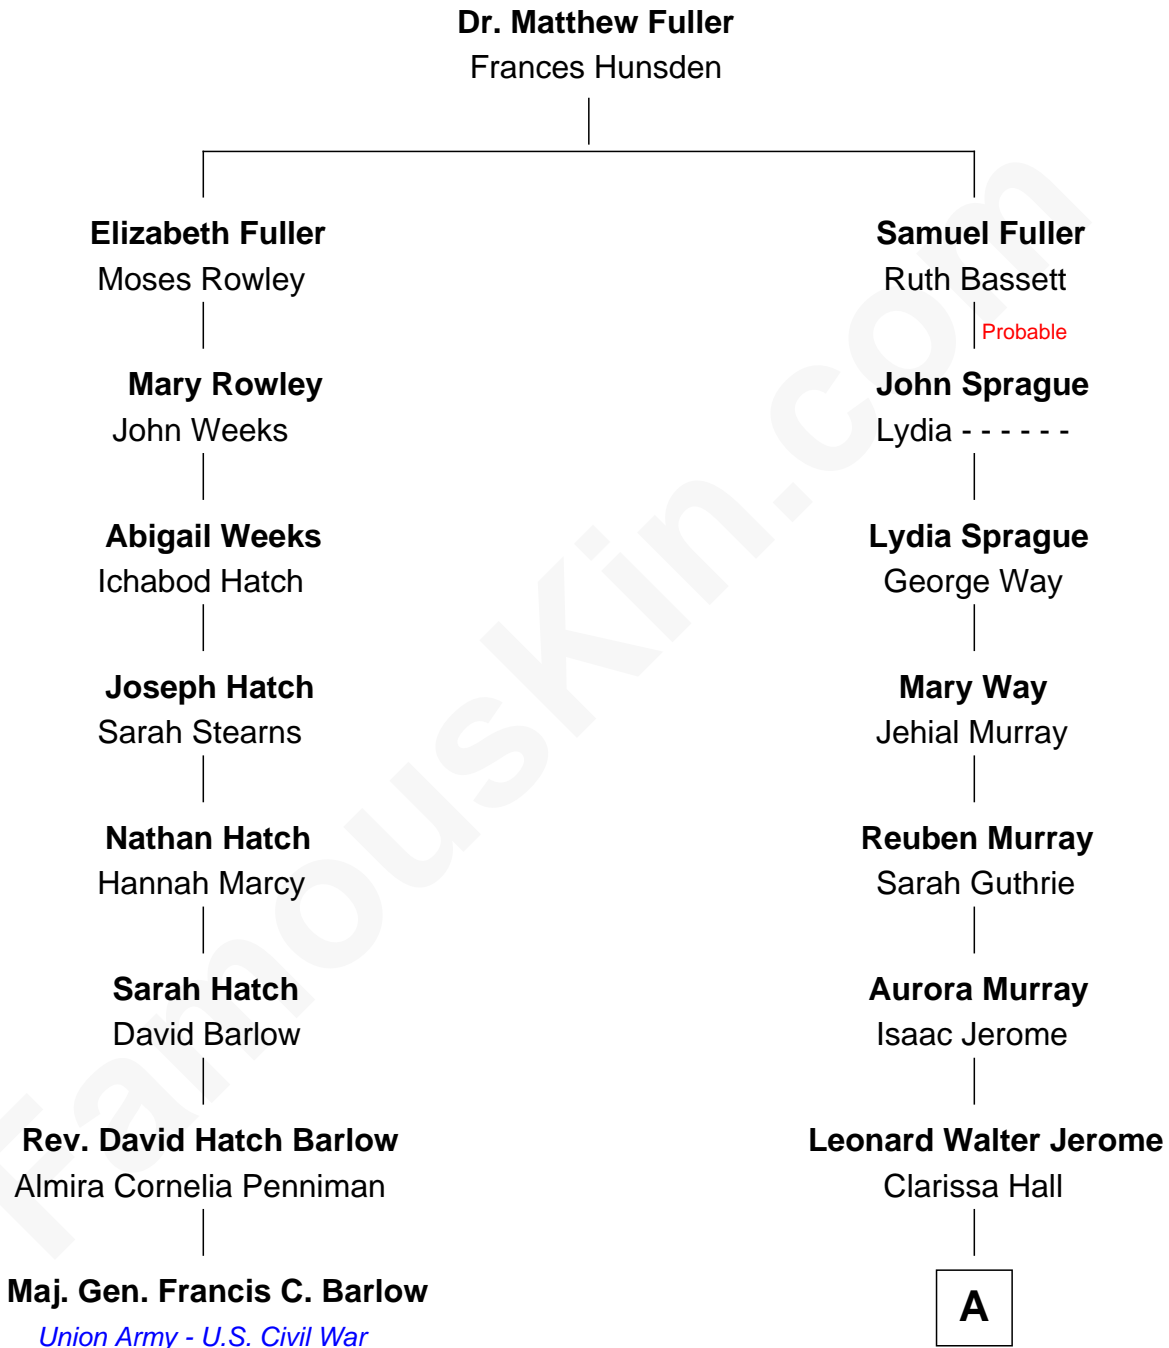 Dr. Matthew Fuller
Frances Hunsden
Elizabeth Fuller
Moses Rowley
Samuel Fuller
Ruth Bassett
Probable
Mary Rowley
John Weeks
John Sprague
Lydia - - - - - -
Abigail Weeks
Ichabod Hatch
Lydia Sprague
George Way
Joseph Hatch
Sarah Stearns
Mary Way
Jehial Murray
Nathan Hatch
Hannah Marcy
Reuben Murray
Sarah Guthrie
Sarah Hatch
David Barlow
Aurora Murray
Isaac Jerome
Rev. David Hatch Barlow
Almira Cornelia Penniman
Leonard Walter Jerome
Clarissa Hall
Maj. Gen. Francis C. Barlow
Union Army - U.S. Civil War
A
FamousKin.com